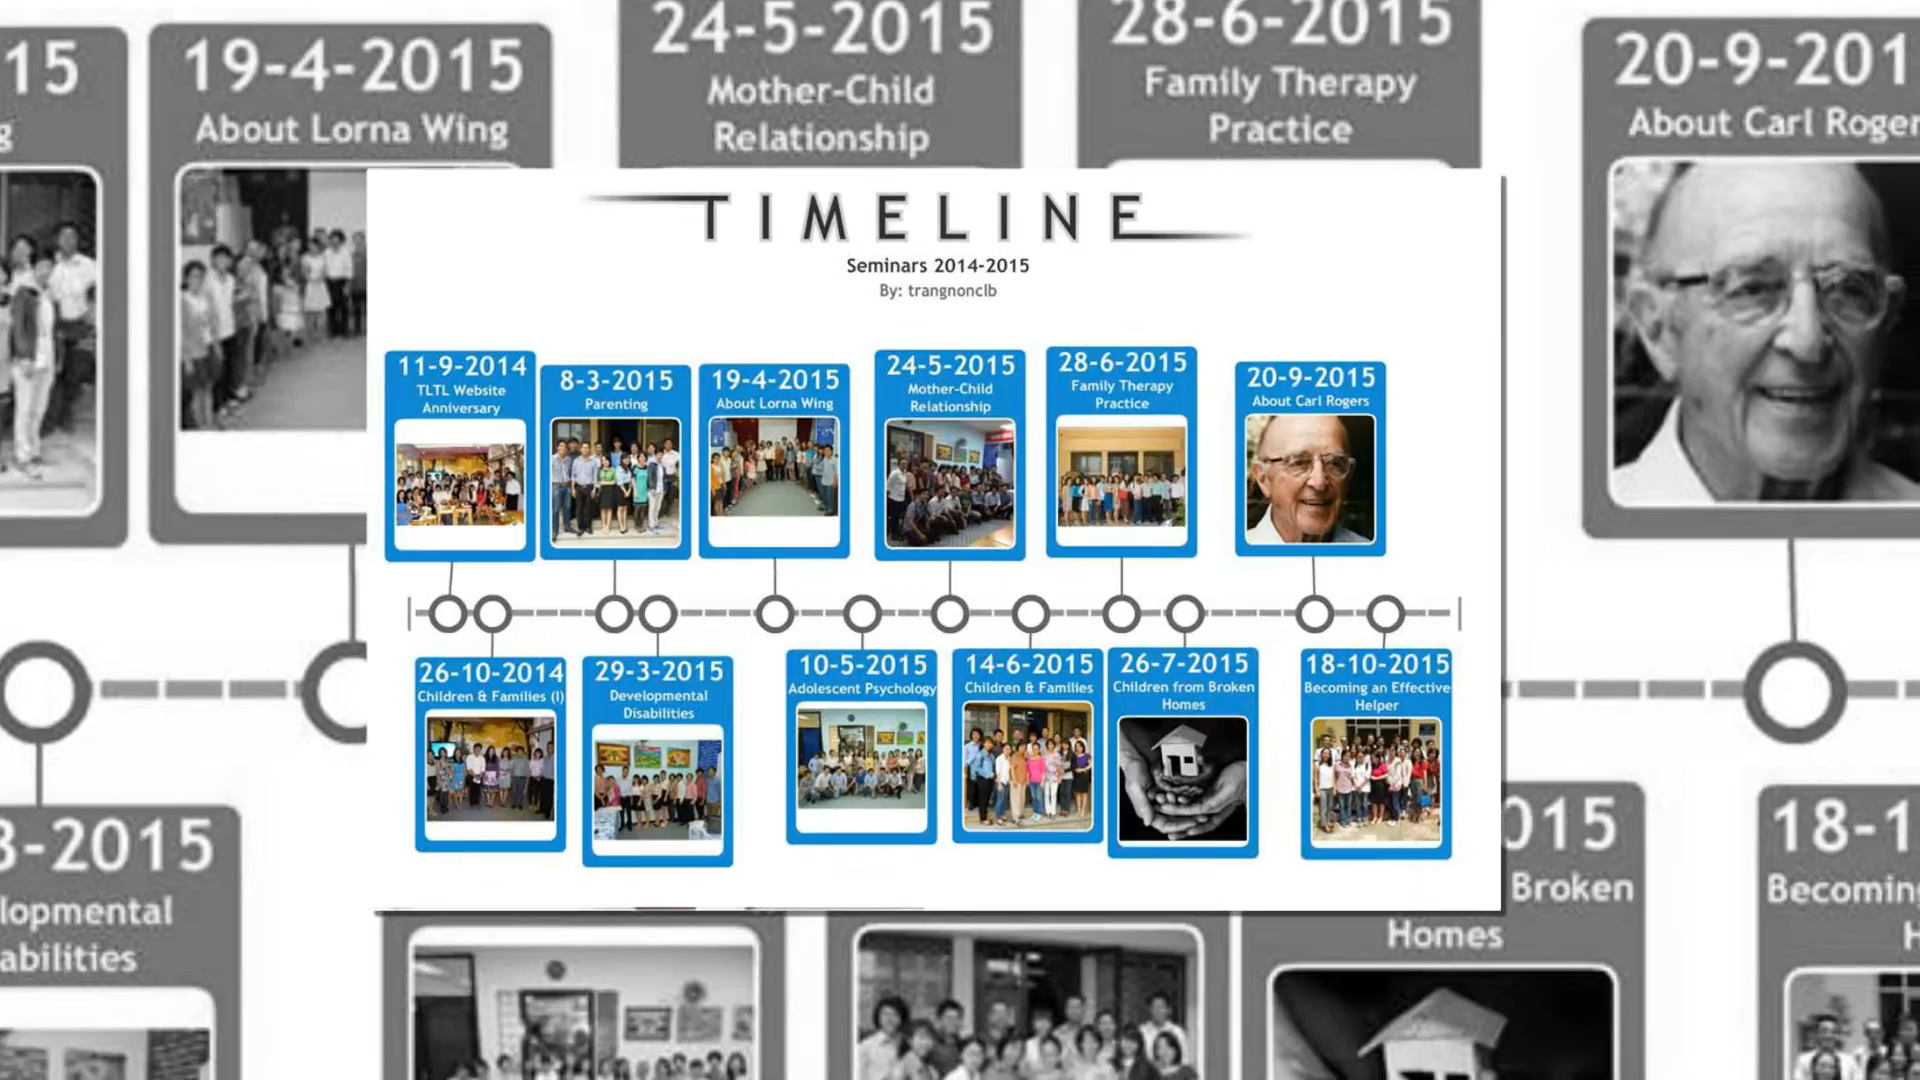 15
19-4-2015
About Lorna Wing
24-5-2015
Mother-Child
Relationship
28-6-2015
Family Therapy
Practice
20-9-201
About Carl Roger
TIMELINE
Seminars 2014-2015
By: trangnonclb
11-9-2014
TLTL Website
Anniversary
8-3-2015
Parenting
19-4-2015
About Lorna Wing
24-5-2015
Mother-Child
Relationship
28-6-2015
Family Therapy
Practice
20-9-2015
About Carl Rogers
26-10-2014
Children & Families (I)
29-3-2015
Developmental
Disabilities
10-5-2015
Adolescent Psychology
14-6-2015
Children & Families
26-7-2015
Children from Broken
Homes
18-10-2015
Becoming an Effective
Helper
3-2015
lopmental
abilities
015
Broken
Homes
18-1
Becoming
H